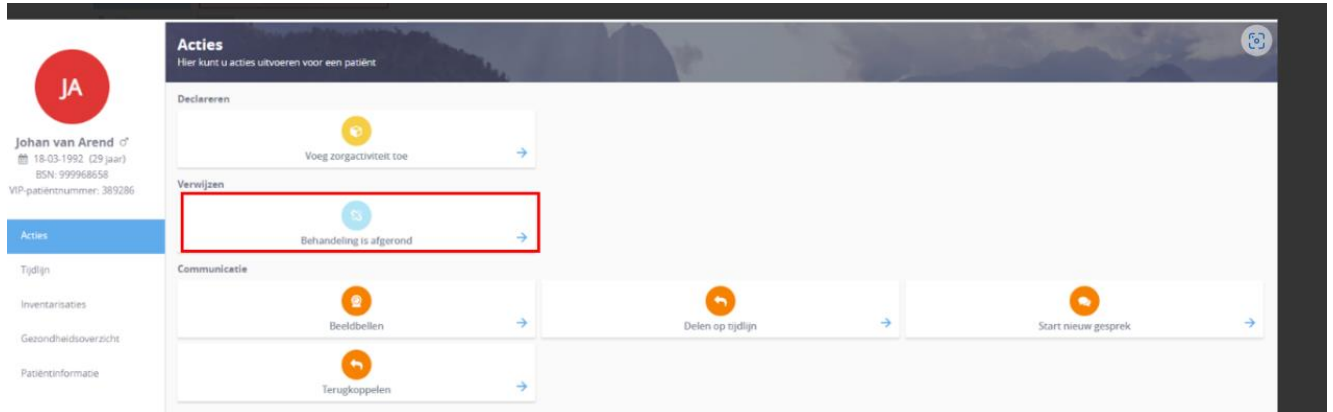 JA
Johan van Arend
18-03-1992 (29 jaar)
BSN: 999968658
VIP-patiëntnummer: 389286
Acties
Tijdlijn
Inventarisaties
Gezondheidsoverzicht
Patiëntinformatie
Acties
Hier kunt u acties uitvoeren voor een patiënt
Declareren
Voeg zorgactiviteit toe
Verwijzen
Behandeling is afgerond
Communicatie
Beeldbellen
Delen op tijdlijn
Start nieuw gesprek
Terugkoppelen